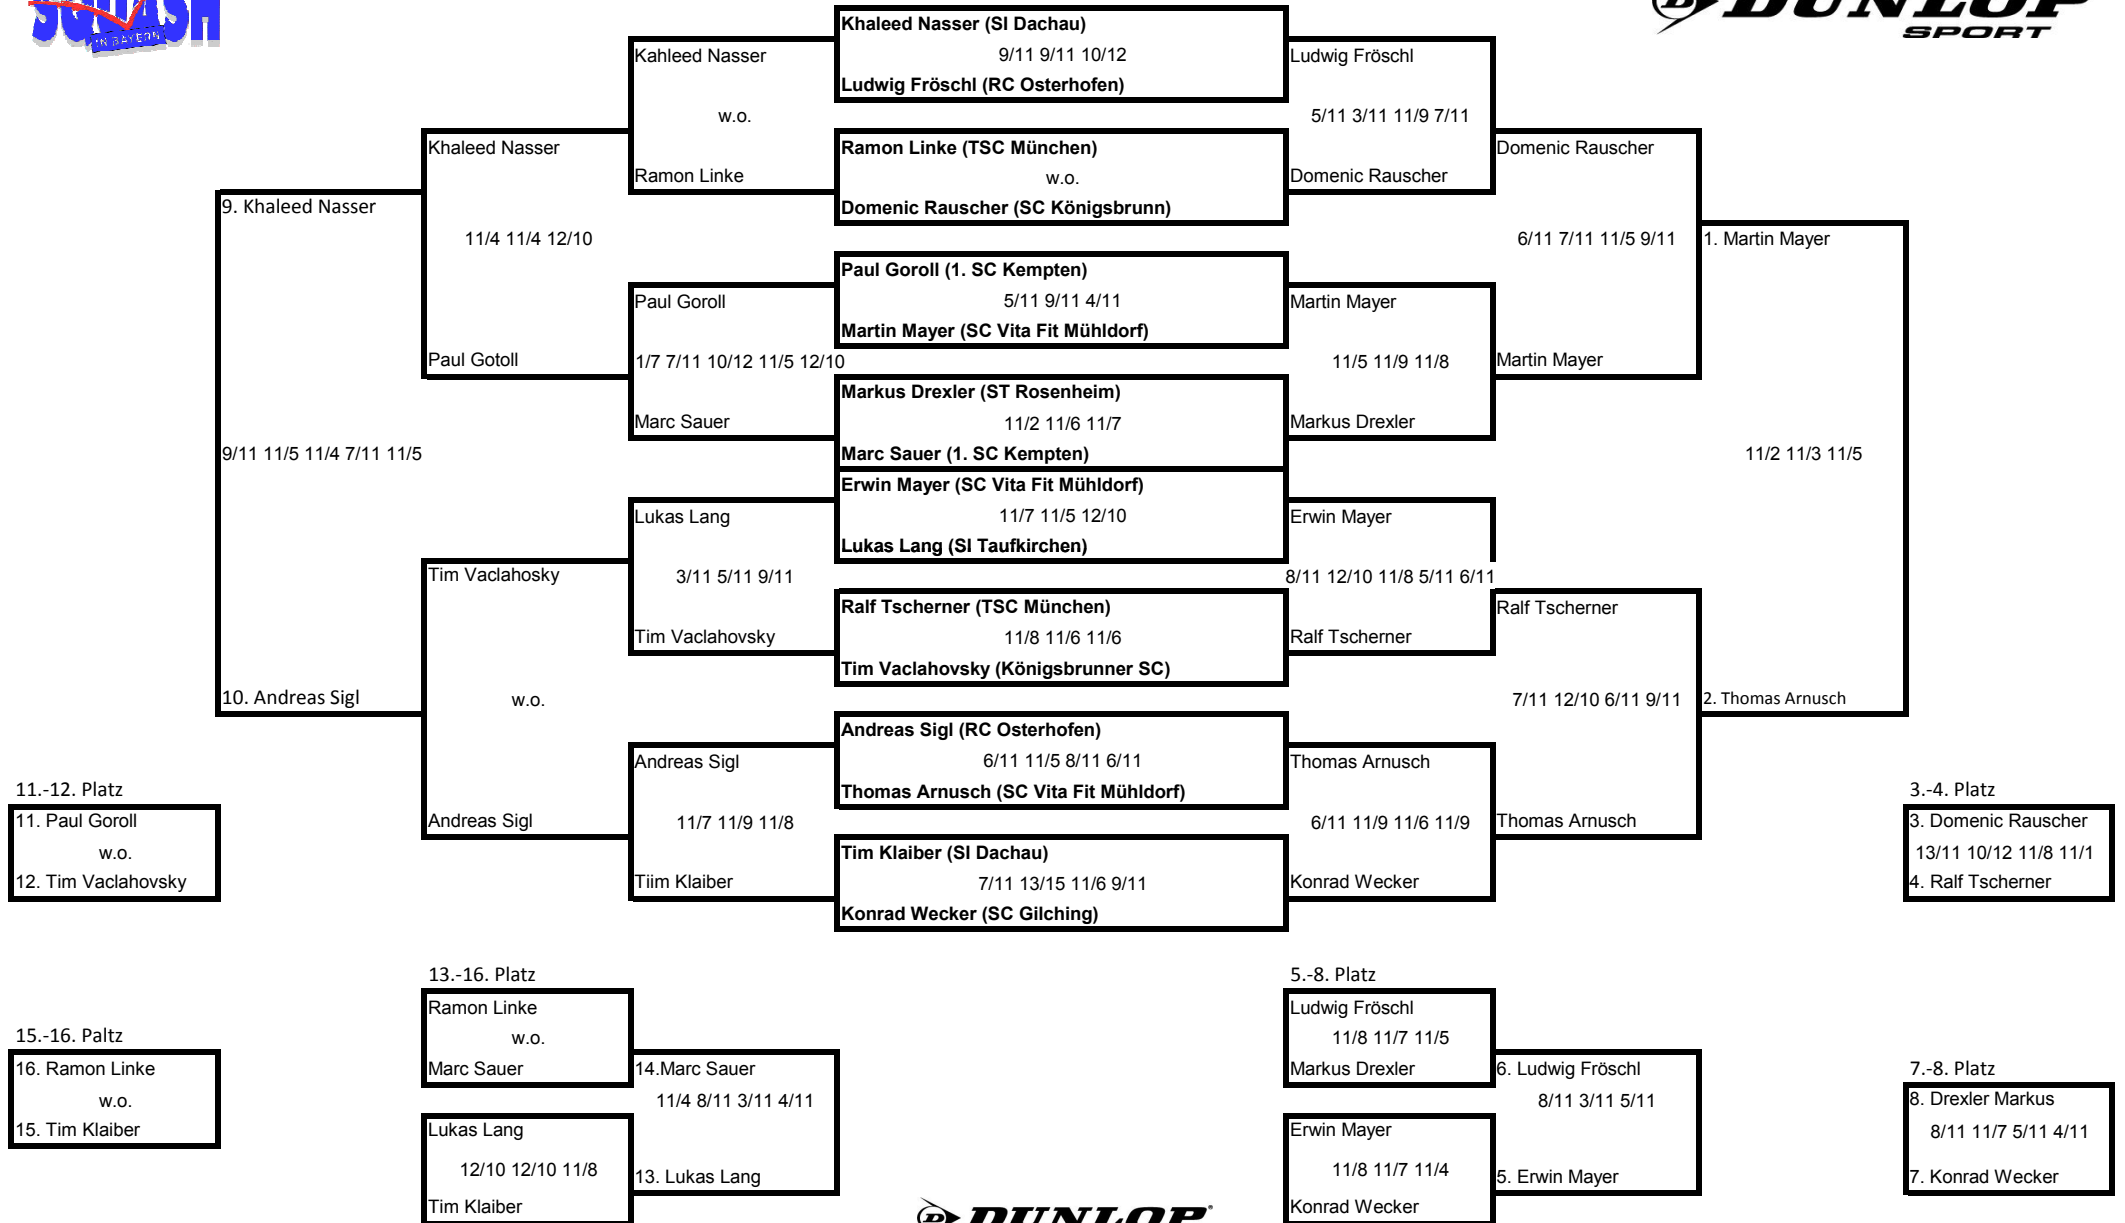 SQUASH
IN BAYERN
DUNLOP
SPORT
Khaleed Nasser (SI Dachau)
Kahleed Nasser
9/11 9/11 10/12
Ludwig Fröschl
Ludwig Fröschl (RC Osterhofen)
w.o.
5/11 3/11 11/9 7/11
Khaleed Nasser
Ramon Linke (TSC München)
Domenic Rauscher
Ramon Linke
w.o.
Domenic Rauscher
9. Khaleed Nasser
Domenic Rauscher (SC Königsbrunn)
11/4 11/4 12/10
6/11 7/11 11/5 9/11
1. Martin Mayer
Paul Goroll (1. SC Kempten)
Paul Goroll
5/11 9/11 4/11
Martin Mayer
Martin Mayer (SC Vita Fit Mühldorf)
Paul Gotoll
1/7 7/11 10/12 11/5 12/10
11/5 11/9 11/8
Martin Mayer
Markus Drexler (ST Rosenheim)
Marc Sauer
11/2 11/6 11/7
Markus Drexler
9/11 11/5 11/4 7/11 11/5
Marc Sauer (1. SC Kempten)
11/2 11/3 11/5
Erwin Mayer (SC Vita Fit Mühldorf)
Lukas Lang
11/7 11/5 12/10
Erwin Mayer
Lukas Lang (SI Taufkirchen)
Tim Vaclahosky
3/11 5/11 9/11
8/11 12/10 11/8 5/11 6/11
Ralf Tscherner (TSC München)
Ralf Tscherner
Tim Vaclahovsky
11/8 11/6 11/6
Ralf Tscherner
Tim Vaclahovsky (Königsbrunner SC)
10. Andreas Sigl
w.o.
7/11 12/10 6/11 9/11
2. Thomas Arnusch
Andreas Sigl (RC Osterhofen)
Andreas Sigl
6/11 11/5 8/11 6/11
Thomas Arnusch
11.-12. Platz
Thomas Arnusch (SC Vita Fit Mühldorf)
3.-4. Platz
11. Paul Goroll
Andreas Sigl
11/7 11/9 11/8
6/11 11/9 11/6 11/9
Thomas Arnusch
3. Domenic Rauscher
w.o.
Tim Klaiber (SI Dachau)
13/11 10/12 11/8 11/1
12. Tim Vaclahovsky
Tiim Klaiber
7/11 13/15 11/6 9/11
Konrad Wecker
4. Ralf Tscherner
Konrad Wecker (SC Gilching)
13.-16. Platz
5.-8. Platz
Ramon Linke
Ludwig Fröschl
15.-16. Paltz
w.o.
11/8 11/7 11/5
16. Ramon Linke
Marc Sauer
14.Marc Sauer
Markus Drexler
6. Ludwig Fröschl
7.-8. Platz
w.o.
11/4 8/11 3/11 4/11
8/11 3/11 5/11
8. Drexler Markus
15. Tim Klaiber
Lukas Lang
Erwin Mayer
8/11 11/7 5/11 4/11
12/10 12/10 11/8
13. Lukas Lang
11/8 11/7 11/4
5. Erwin Mayer
7. Konrad Wecker
Tim Klaiber
Konrad Wecker
DUNLOP